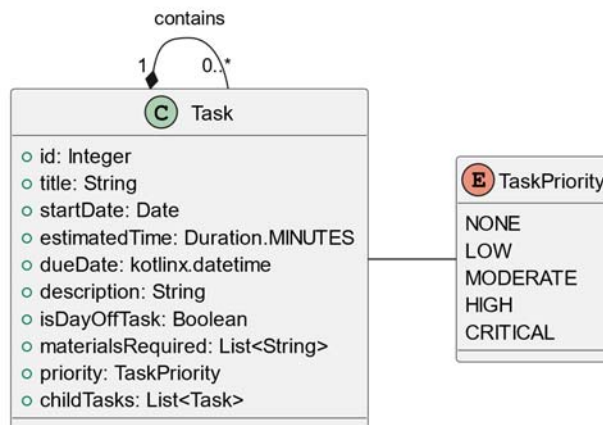 contains
1 0..*
C Task
id: Integer
title: String
startDate: Date
estimatedTime: Duration.MINUTES
dueDate: kotlinx.datetime
description: String
isDayOffTask: Boolean
materialsRequired: List<String>
priority: TaskPriority
childTasks: List<Task>
E TaskPriority
NONE
LOW
MODERATE
HIGH
CRITICAL